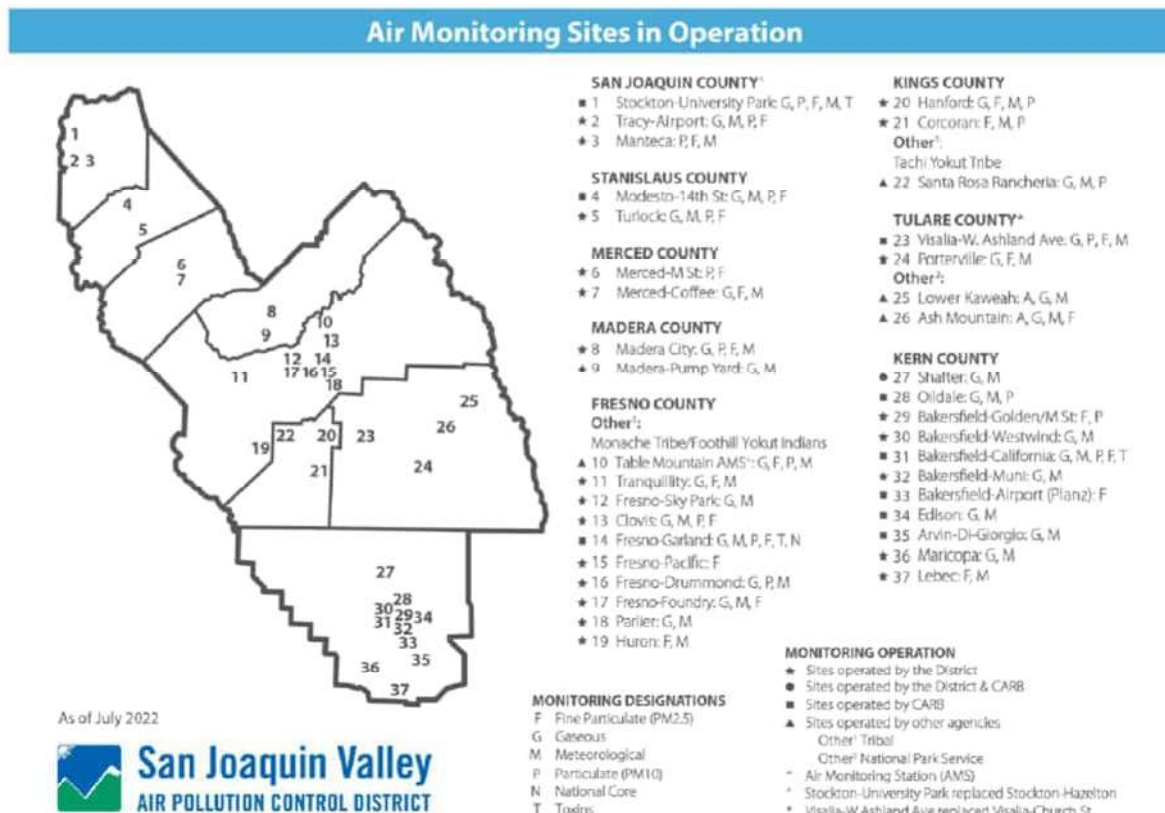 Air Monitoring Sites in Operation
SAN JOAQUIN COUNTY^
■ 1 Stockton-University Park: G, P, F, M, T
★ 2 Tracy-Airport: G, M, P, F
★ 3 Manteca: P, F, M
STANISLAUS COUNTY
■ 4 Modesto-14th St: G, M, P, F
★ 5 Turlock: G, M, P, F
MERCED COUNTY
★ 6 Merced-M St: P, F
★ 7 Merced-Coffee: G, F, M
MADERA COUNTY
★ 8 Madera City: G, P, F, M
9 Madera-Pump Yard: G, M
FRESNO COUNTY
Other¹:
Monache Tribe/Foothill Yokut Indians
▲ 10 Table Mountain AMS~: G, F, P, M
★ 11 Tranquillity: G, F, M
★ 12 Fresno-Sky Park: G, M
★ 13 Clovis: G, M, P, F
■ 14 Fresno-Garland: G, M, P, F, T, N
★ 15 Fresno-Pacific: F
★ 16 Fresno-Drummond: G, P, M
★ 17 Fresno-Foundry: G, M, F
★ 18 Parlier: G, M
★ 19 Huron: F, M
KINGS COUNTY
★ 20 Hanford: G, F, M, P
★ 21 Corcoran: F, M, P
Other¹:
Tachi Yokut Tribe
▲ 22 Santa Rosa Rancheria: G, M, P
TULARE COUNTY*
■ 23 Visalia-W. Ashland Ave: G, P, F, M
★ 24 Porterville: G, F, M
Other²:
▲ 25 Lower Kaweah: A, G, M
▲ 26 Ash Mountain: A, G, M, F
KERN COUNTY
● 27 Shafter: G, M
■ 28 Oildale: G, M, P
★ 29 Bakersfield-Golden/M St: F, P
★ 30 Bakersfield-Westwind: G, M
■ 31 Bakersfield-California: G, M, P, F, T
★ 32 Bakersfield-Muni: G, M
■ 33 Bakersfield-Airport (Planz): F
■ 34 Edison: G, M
■ 35 Arvin-Di-Giorgio: G, M
★ 36 Maricopa: G, M
★ 37 Lebec: F, M
1
2 3
4
5
6
7
8
9
10
13
12 14
11 17 16 15
18
25
26
19 22 20 23
21 24
27
28
30 29 34
31 32
33
36 35
37
MONITORING DESIGNATIONS
F Fine Particulate (PM2.5)
G Gaseous
M Meteorological
P Particulate (PM10)
N National Core
T Toxins
MONITORING OPERATION
★ Sites operated by the District
● Sites operated by the District & CARB
■ Sites operated by CARB
▲ Sites operated by other agencies
Other¹ Tribal
Other² National Park Service
~ Air Monitoring Station (AMS)
^ Stockton-University Park replaced Stockton-Hazelton
* Visalia-W Ashland Ave replaced Visalia-Church St
As of July 2022
San Joaquin Valley
AIR POLLUTION CONTROL DISTRICT